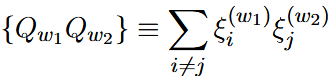 {Q_{w_1} Q_{w_2}} ≡ ∑_{i≠j} ξ_i^{(w_1)} ξ_j^{(w_2)}